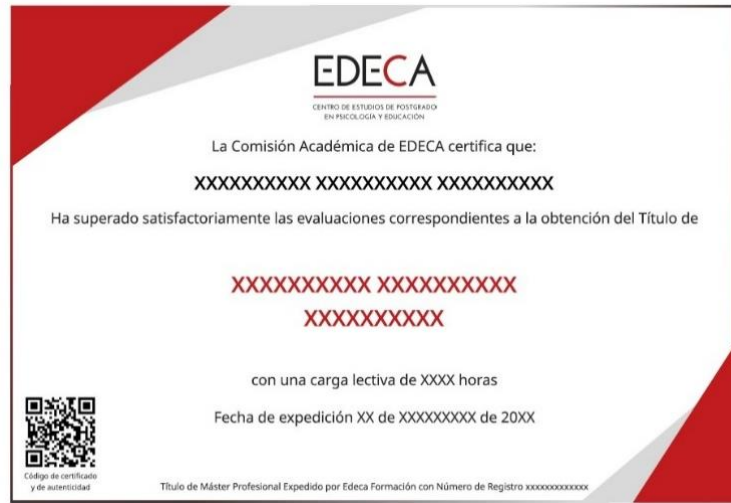 EDECA
CENTRO DE ESTUDIOS DE POSTGRADO
EN PSICOLOGÍA Y EDUCACIÓN
La Comisión Académica de EDECA certifica que:
XXXXXXXXXX XXXXXXXXXX XXXXXXXXXX
Ha superado satisfactoriamente las evaluaciones correspondientes a la obtención del Título de
XXXXXXXXXX XXXXXXXXXX
XXXXXXXXXX
con una carga lectiva de XXXX horas
Fecha de expedición XX de XXXXXXXXX de 20XX
Código de certificado
y de autenticidad
Título de Máster Profesional Expedido por Edeca Formación con Número de Registro xxxxxxxxxxxxx